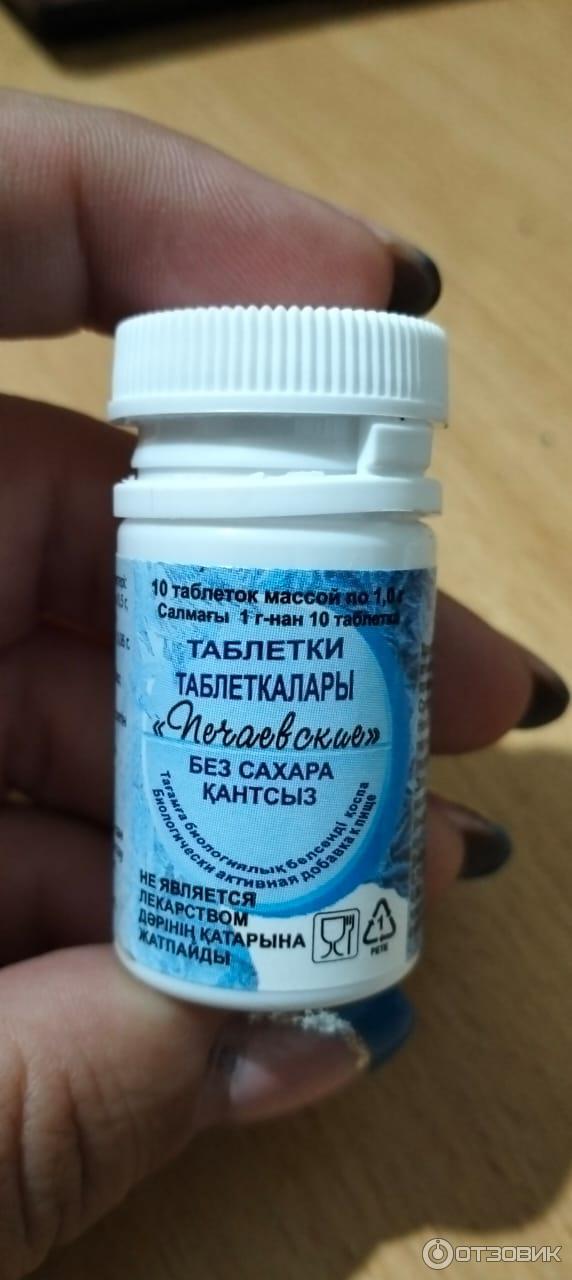 10 таблеток массой по 1,0 г
Салмағы 1 г-нан 10 таблетка
ТАБЛЕТКИ
ТАБЛЕТКАЛАРЫ
«Печаевские»
БЕЗ САХАРА
ҚАНТСЫЗ
Тағамға биологиялық белсенді қоспа
Биологически активная добавка к пище
НЕ ЯВЛЯЕТСЯ
ЛЕКАРСТВОМ
ДӘРІНІҢ ҚАТАРЫНА
ЖАТПАЙДЫ
1
PETE
ОТЗОВИК